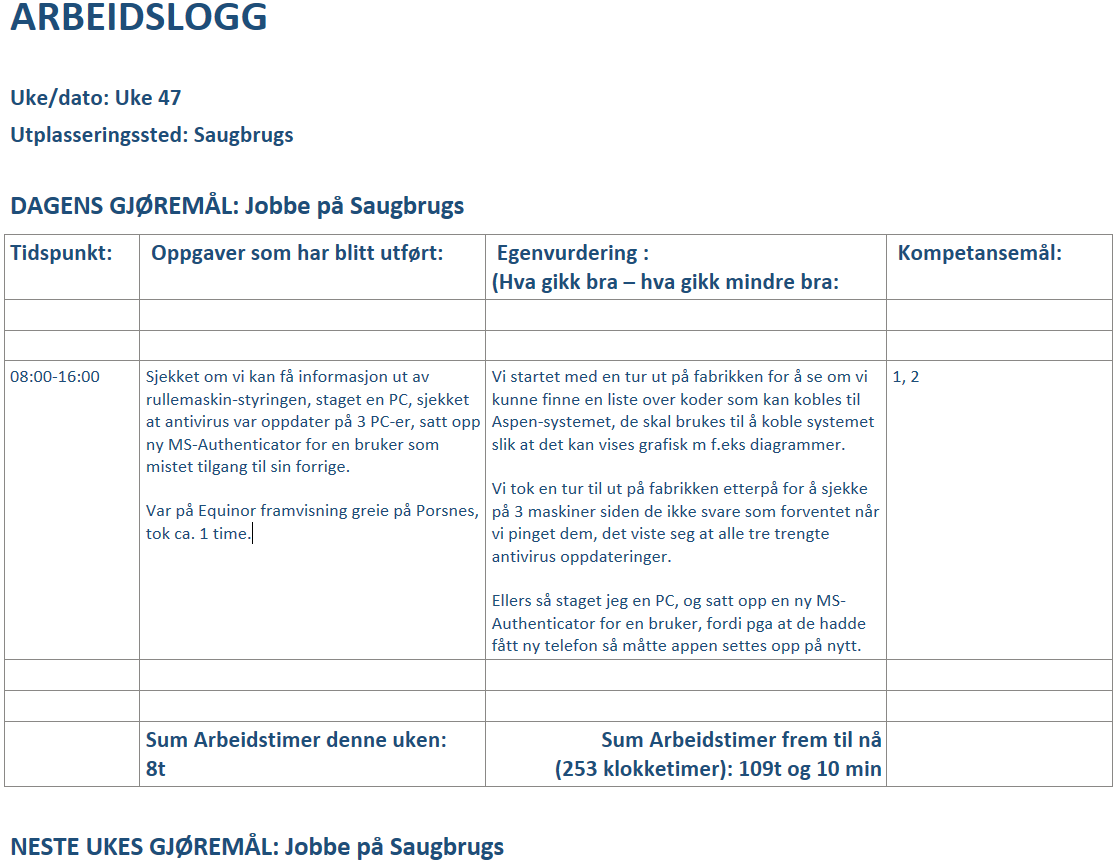 ARBEIDSLOGG
Uke/dato: Uke 47
Utplasseringssted: Saugbrugs
DAGENS GJØREMÅL: Jobbe på Saugbrugs
Tidspunkt:
Oppgaver som har blitt utført:
Egenvurdering :
(Hva gikk bra – hva gikk mindre bra:
Kompetansemål:
08:00-16:00
Sjekket om vi kan få informasjon ut av
rullemaskin-styringen, staget en PC, sjekket
at antivirus var oppdater på 3 PC-er, satt opp
ny MS-Authenticator for en bruker som
mistet tilgang til sin forrige.
Var på Equinor framvisning greie på Porsnes,
tok ca. 1 time.
Vi startet med en tur ut på fabrikken for å se om vi
kunne finne en liste over koder som kan kobles til
Aspen-systemet, de skal brukes til å koble systemet
slik at det kan vises grafisk m f.eks diagrammer.
Vi tok en tur til ut på fabrikken etterpå for å sjekke
på 3 maskiner siden de ikke svare som forventet når
vi pinget dem, det viste seg at alle tre trengte
antivirus oppdateringer.
Ellers så staget jeg en PC, og satt opp en ny MS-
Authenticator for en bruker, fordi pga at de hadde
fått ny telefon så måtte appen settes opp på nytt.
1, 2
Sum Arbeidstimer denne uken:
8t
Sum Arbeidstimer frem til nå
(253 klokketimer): 109t og 10 min
NESTE UKES GJØREMÅL: Jobbe på Saugbrugs